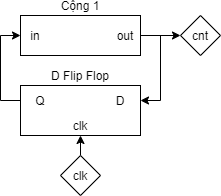 Cộng 1
in out
cnt
D Flip Flop
Q D
clk
clk